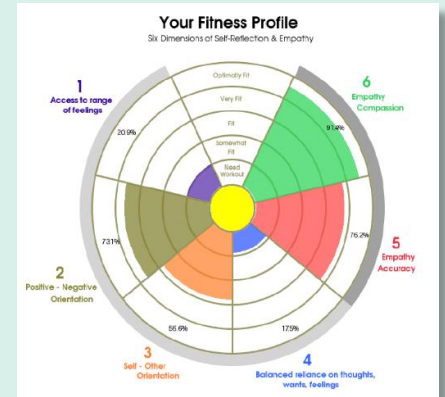 Your Fitness Profile
Six Dimensions of Self-Reflection & Empathy
Optimally Fit
Very Fit
Fit
Somewhat
Fit
Need
Workout
1
Access to range
of feelings
20.9%
6
Empathy
Compassion
91.4%
73.1%
2
Positive - Negative
Orientation
76.2%
5
Empathy
Accuracy
55.6%
3
Self - Other
Orientation
17.5%
4
Balanced reliance on thoughts,
wants, feelings